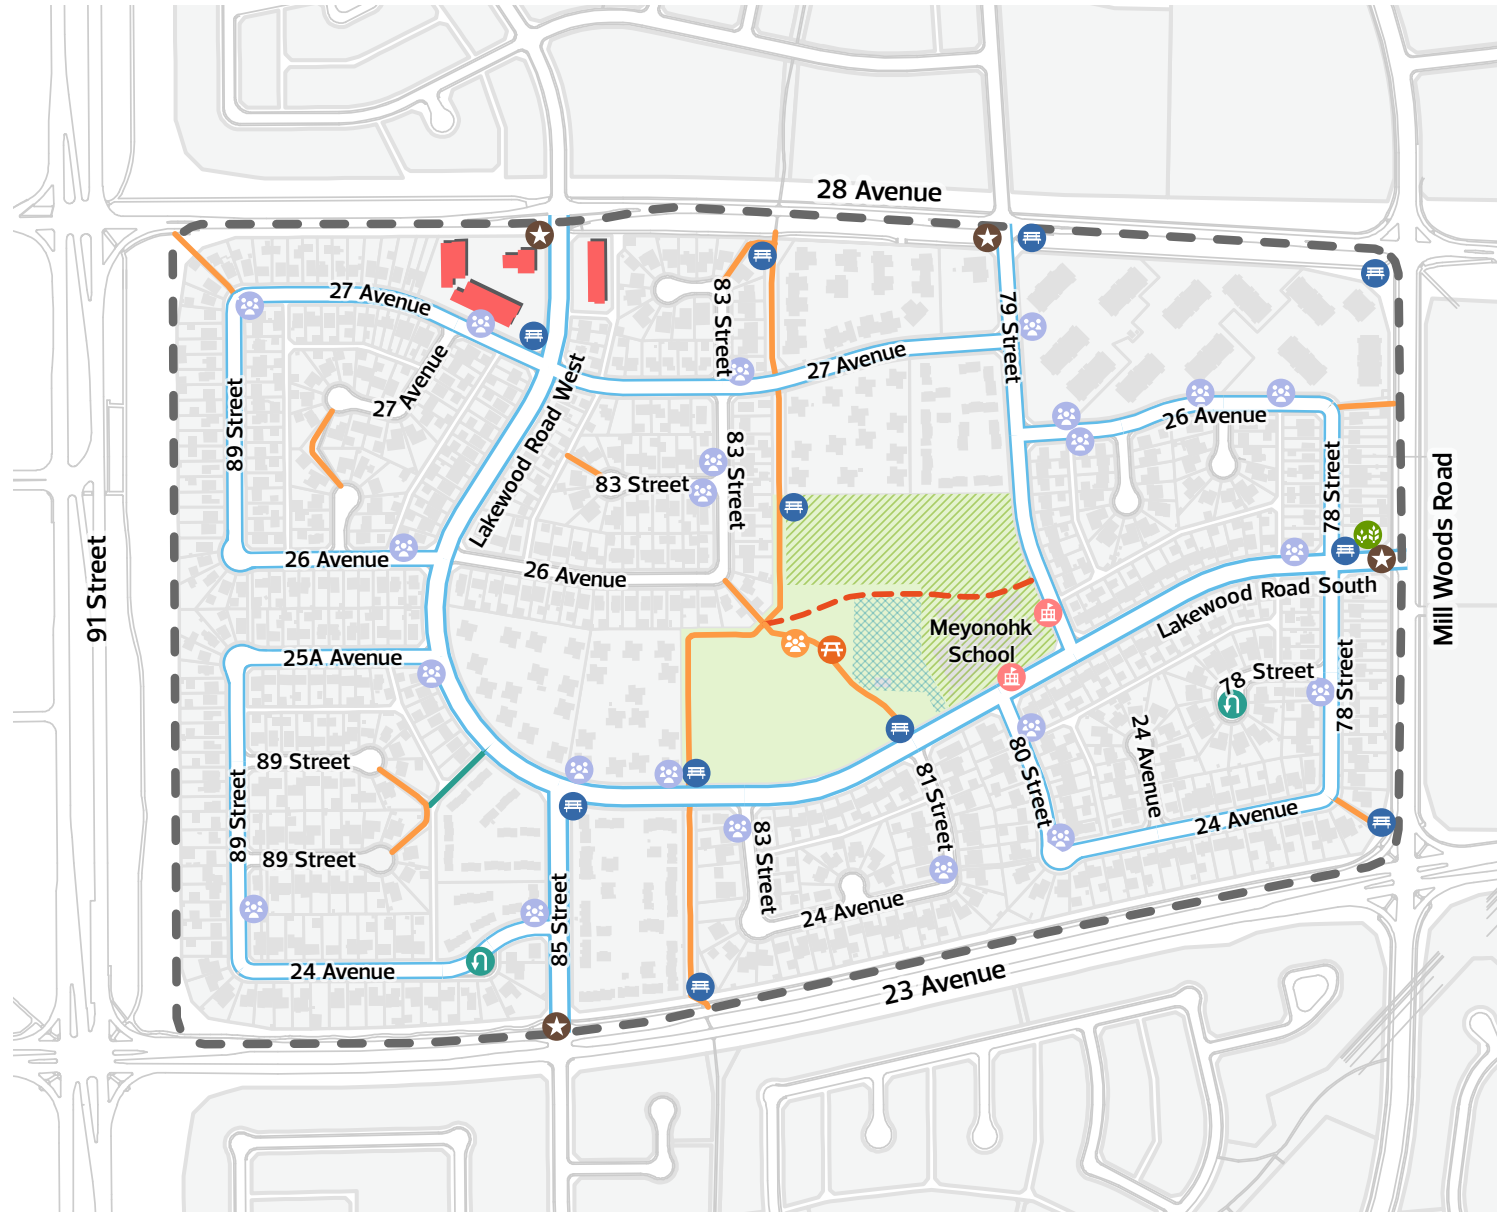 28 Avenue
27 Avenue
83 Street
79 Street
27 Avenue
27 Avenue
89 Street
Lakewood Road West
26 Avenue
83 Street
83 Street
78 Street
Mill Woods Road
91 Street
26 Avenue
26 Avenue
Lakewood Road South
Meyonohk
School
25A Avenue
78 Street
78 Street
24 Avenue
80 Street
89 Street
81 Street
89 Street
83 Street
24 Avenue
89 Street
85 Street
24 Avenue
24 Avenue
23 Avenue